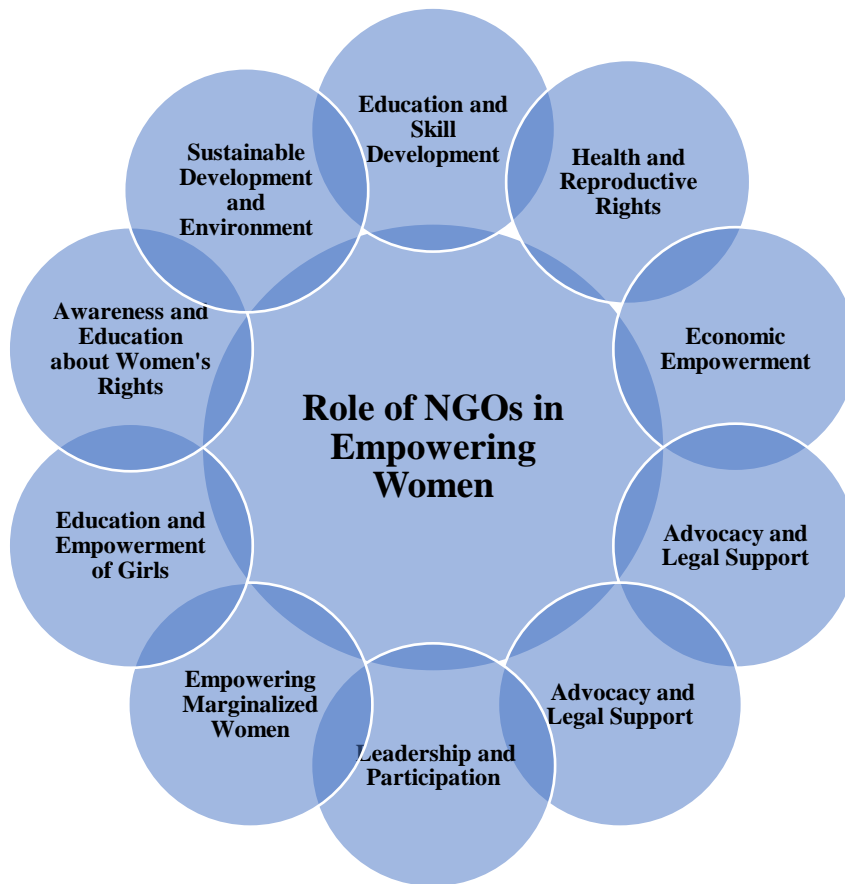 Education and
Skill
Development
Health and
Reproductive
Rights
Economic
Empowerment
Advocacy and
Legal Support
Advocacy and
Legal Support
Leadership and
Participation
Empowering
Marginalized
Women
Education and
Empowerment
of Girls
Awareness and
Education
about Women's
Rights
Sustainable
Development
and
Environment
Role of NGOs in
Empowering
Women